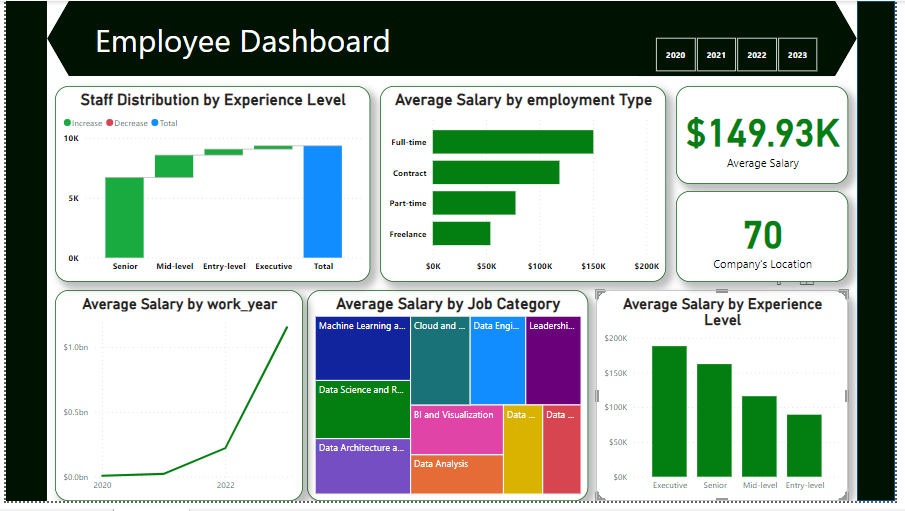 Employee Dashboard
2020 2021 2022 2023
Staff Distribution by Experience Level
Increase Decrease Total
10K
5K
0K
Senior Mid-level Entry-level Executive Total
Average Salary by employment Type
Full-time
Contract
Part-time
Freelance
$0K $50K $100K $150K $200K
$149.93K
Average Salary
70
Company's Location
Average Salary by work_year
$1.0bn
$0.5bn
$0.0bn
2020 2022
Average Salary by Job Category
Machine Learning a...
Cloud and ...
Data Engi...
Leadershi...
Data Science and R...
Data Architecture a...
BI and Visualization
Data Analysis
Data ...
Data ...
Average Salary by Experience
Level
$200K
$150K
$100K
$50K
$0K
Executive Senior Mid-level Entry-level